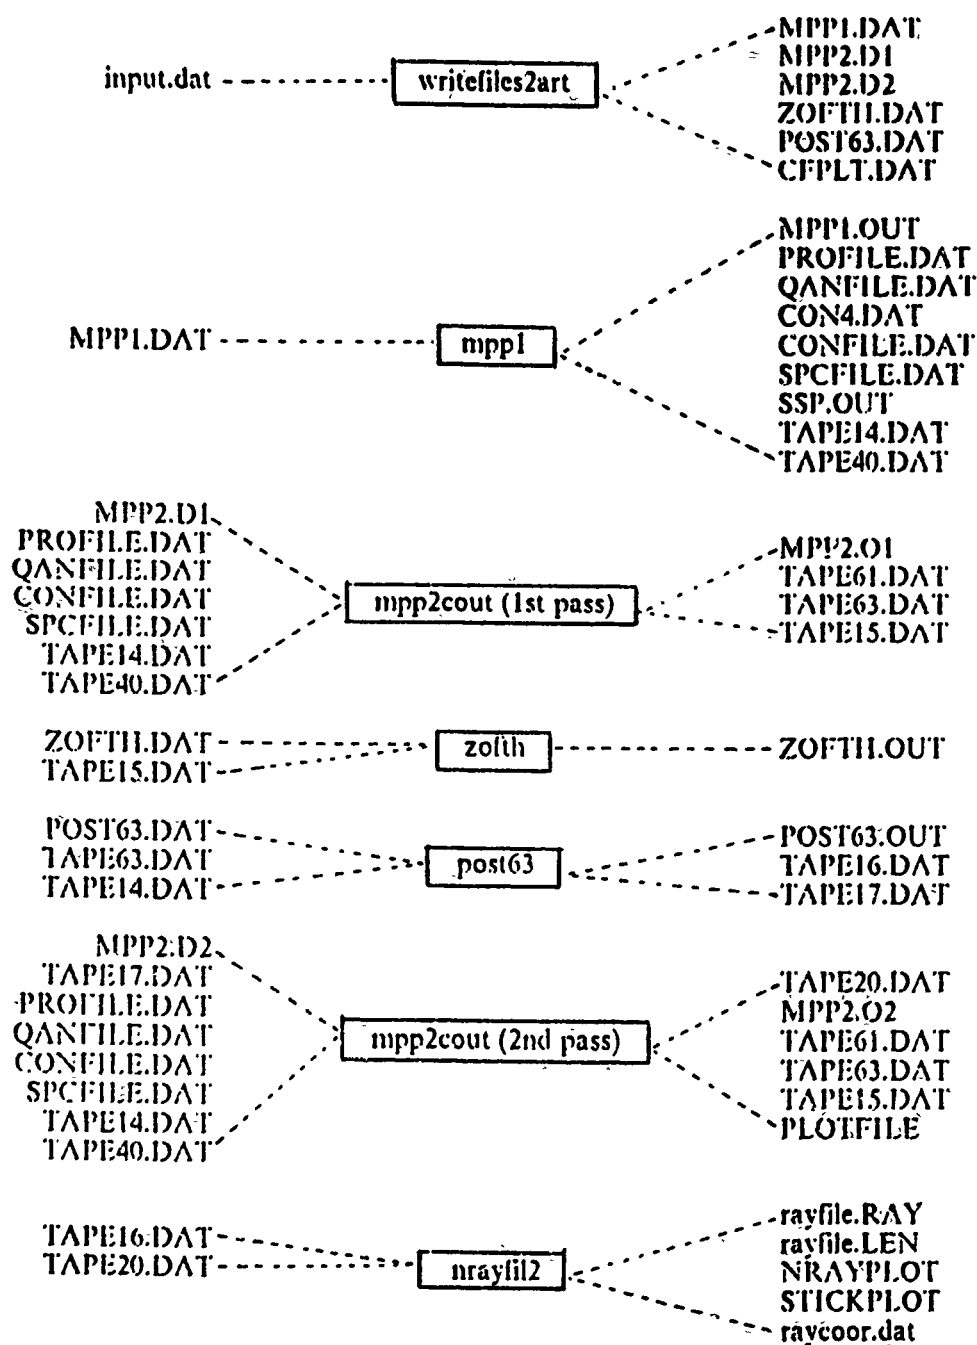 input.dat
writefiles2art
MPP1.DAT
MPP2.D1
MPP2.D2
ZOFTH.DAT
POST63.DAT
CFPLT.DAT
MPP1.DAT
mpp1
MPP1.OUT
PROFILE.DAT
QANFILE.DAT
CON4.DAT
CONFILE.DAT
SPCFILE.DAT
SSP.OUT
TAPE14.DAT
TAPE40.DAT
MPP2.D1
PROFILE.DAT
QANFILE.DAT
CONFILE.DAT
SPCFILE.DAT
TAPE14.DAT
TAPE40.DAT
mpp2cout (1st pass)
MPP2.O1
TAPE61.DAT
TAPE63.DAT
TAPE15.DAT
ZOFTH.DAT
TAPE15.DAT
zofth
ZOFTH.OUT
POST63.DAT
TAPE63.DAT
TAPE14.DAT
post63
POST63.OUT
TAPE16.DAT
TAPE17.DAT
MPP2.D2
TAPE17.DAT
PROFILE.DAT
QANFILE.DAT
CONFILE.DAT
SPCFILE.DAT
TAPE14.DAT
TAPE40.DAT
mpp2cout (2nd pass)
TAPE20.DAT
MPP2.O2
TAPE61.DAT
TAPE63.DAT
TAPE15.DAT
PLOTFILE
TAPE16.DAT
TAPE20.DAT
nrayfil2
rayfile.RAY
rayfile.LEN
NRAYPLOT
STICKPLOT
raycoor.dat